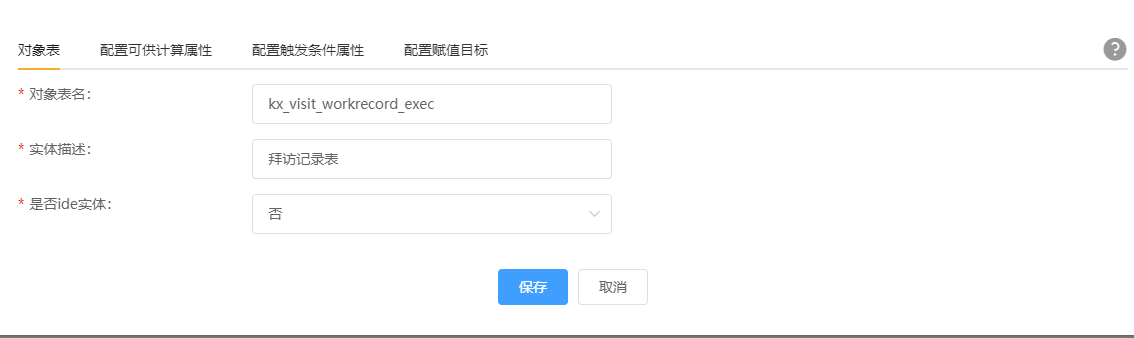 对象表 配置可供计算属性 配置触发条件属性 配置赋值目标 ?
* 对象表名: kx_visit_workrecord_exec
* 实体描述: 拜访记录表
* 是否ide实体: 否
保存 取消